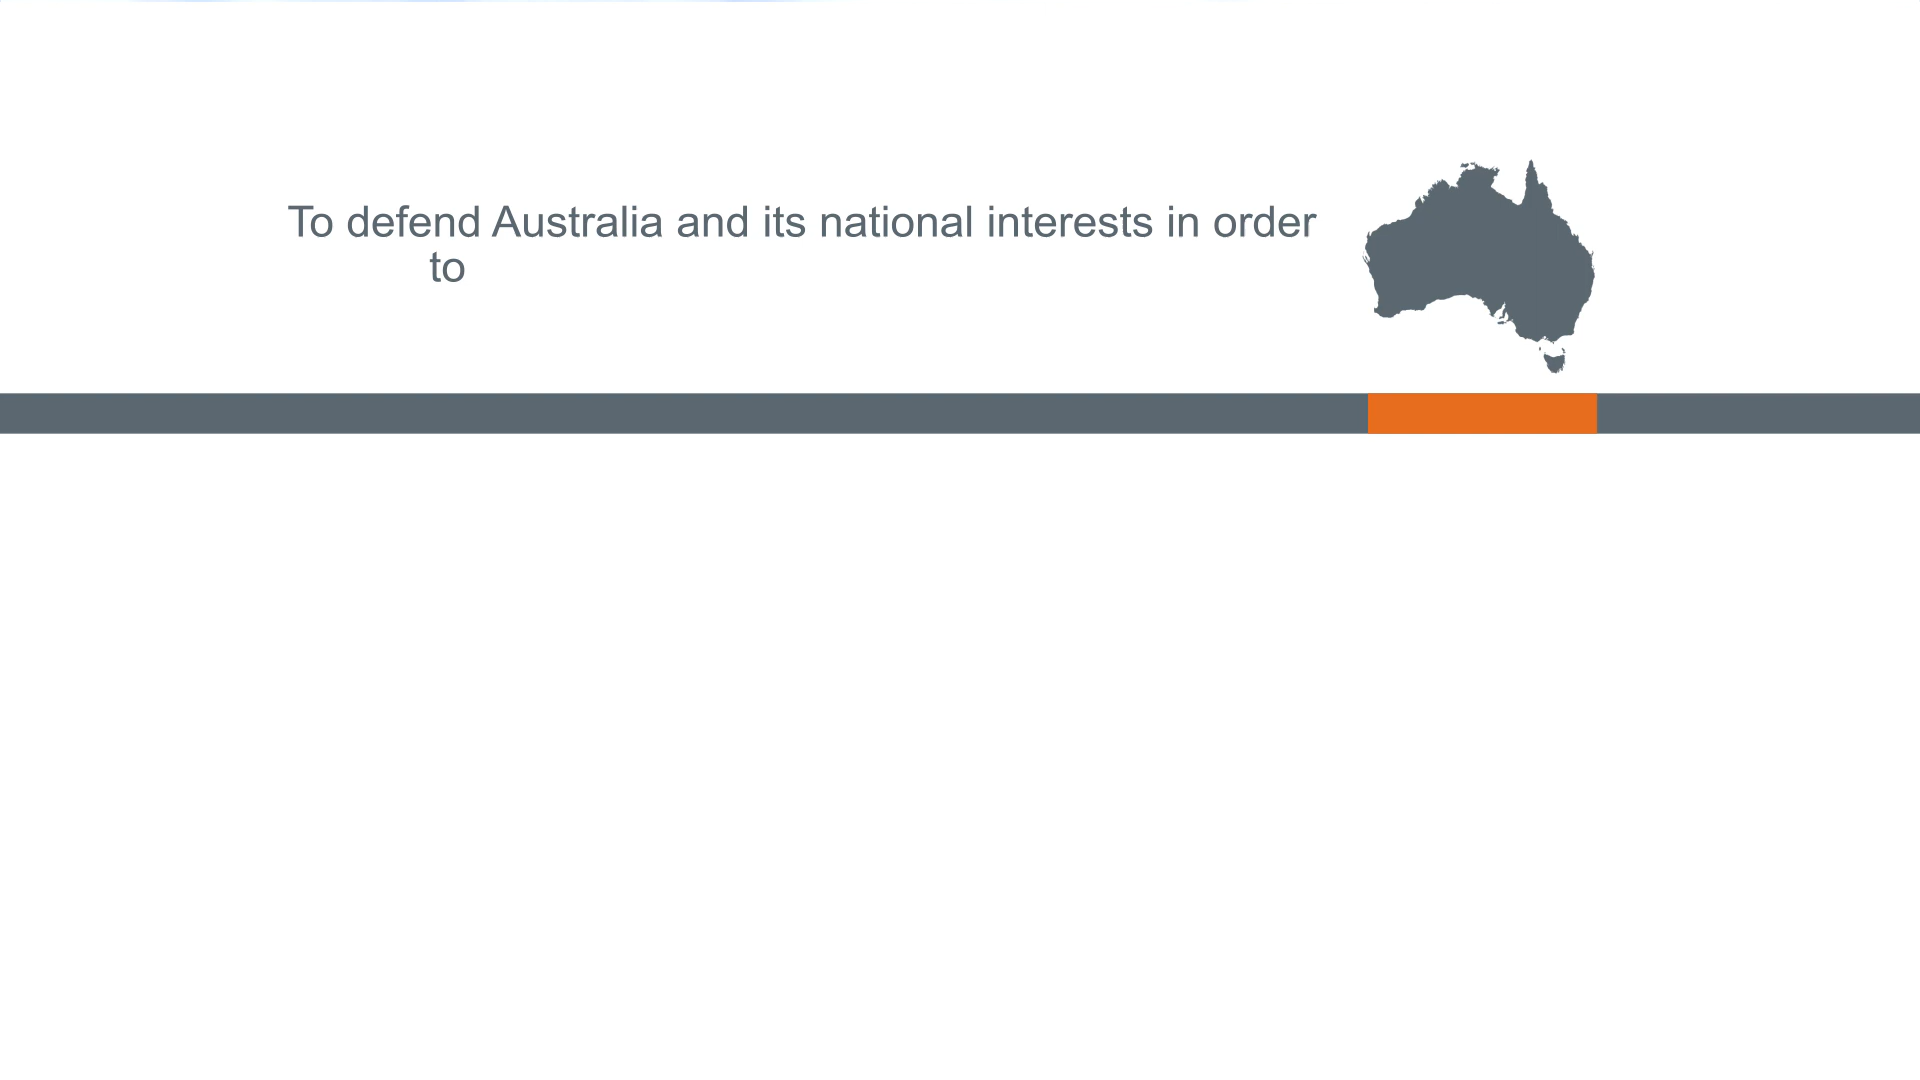 To defend Australia and its national interests in order
to